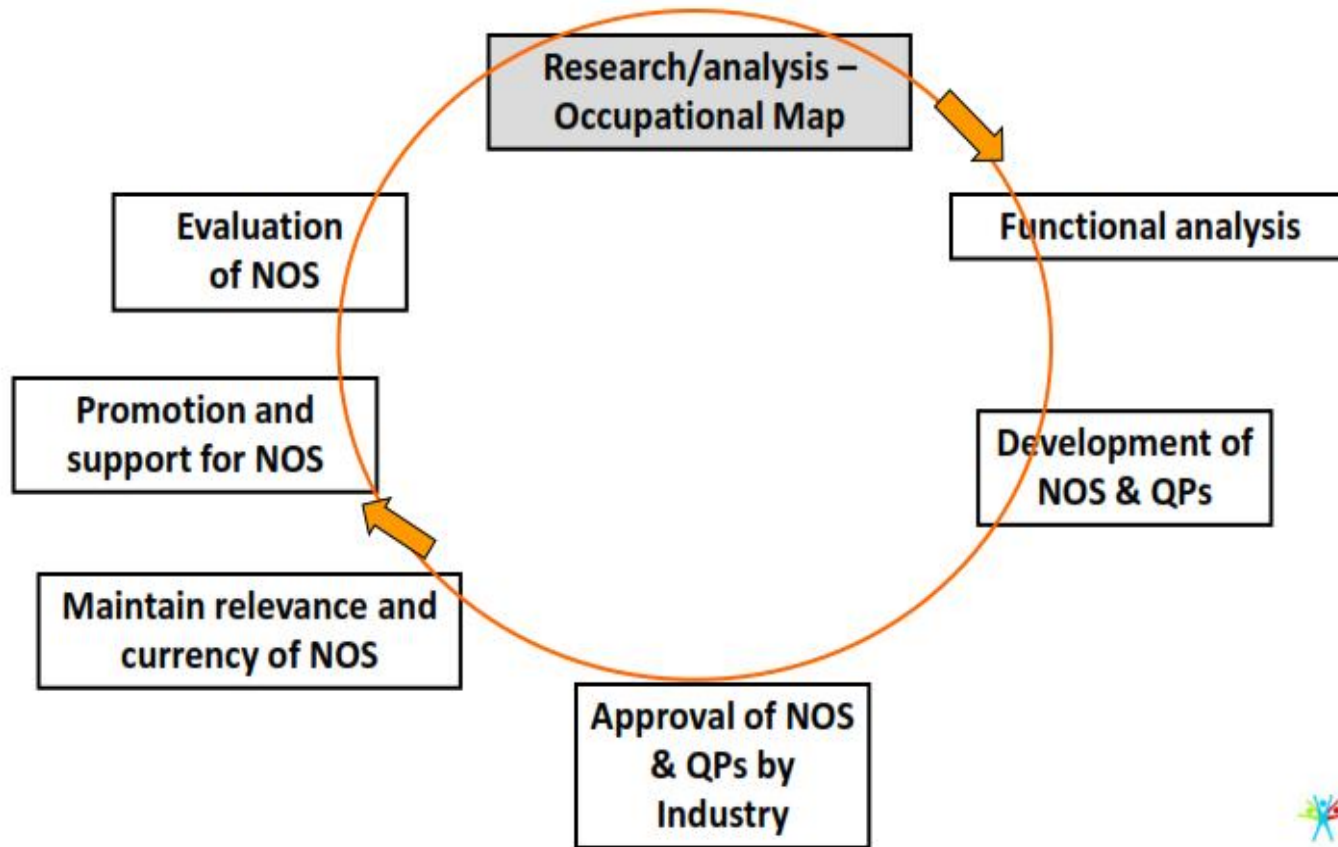 Research/analysis –
Occupational Map
Functional analysis
Development of
NOS & QPs
Approval of NOS
& QPs by
Industry
Maintain relevance and
currency of NOS
Promotion and
support for NOS
Evaluation
of NOS